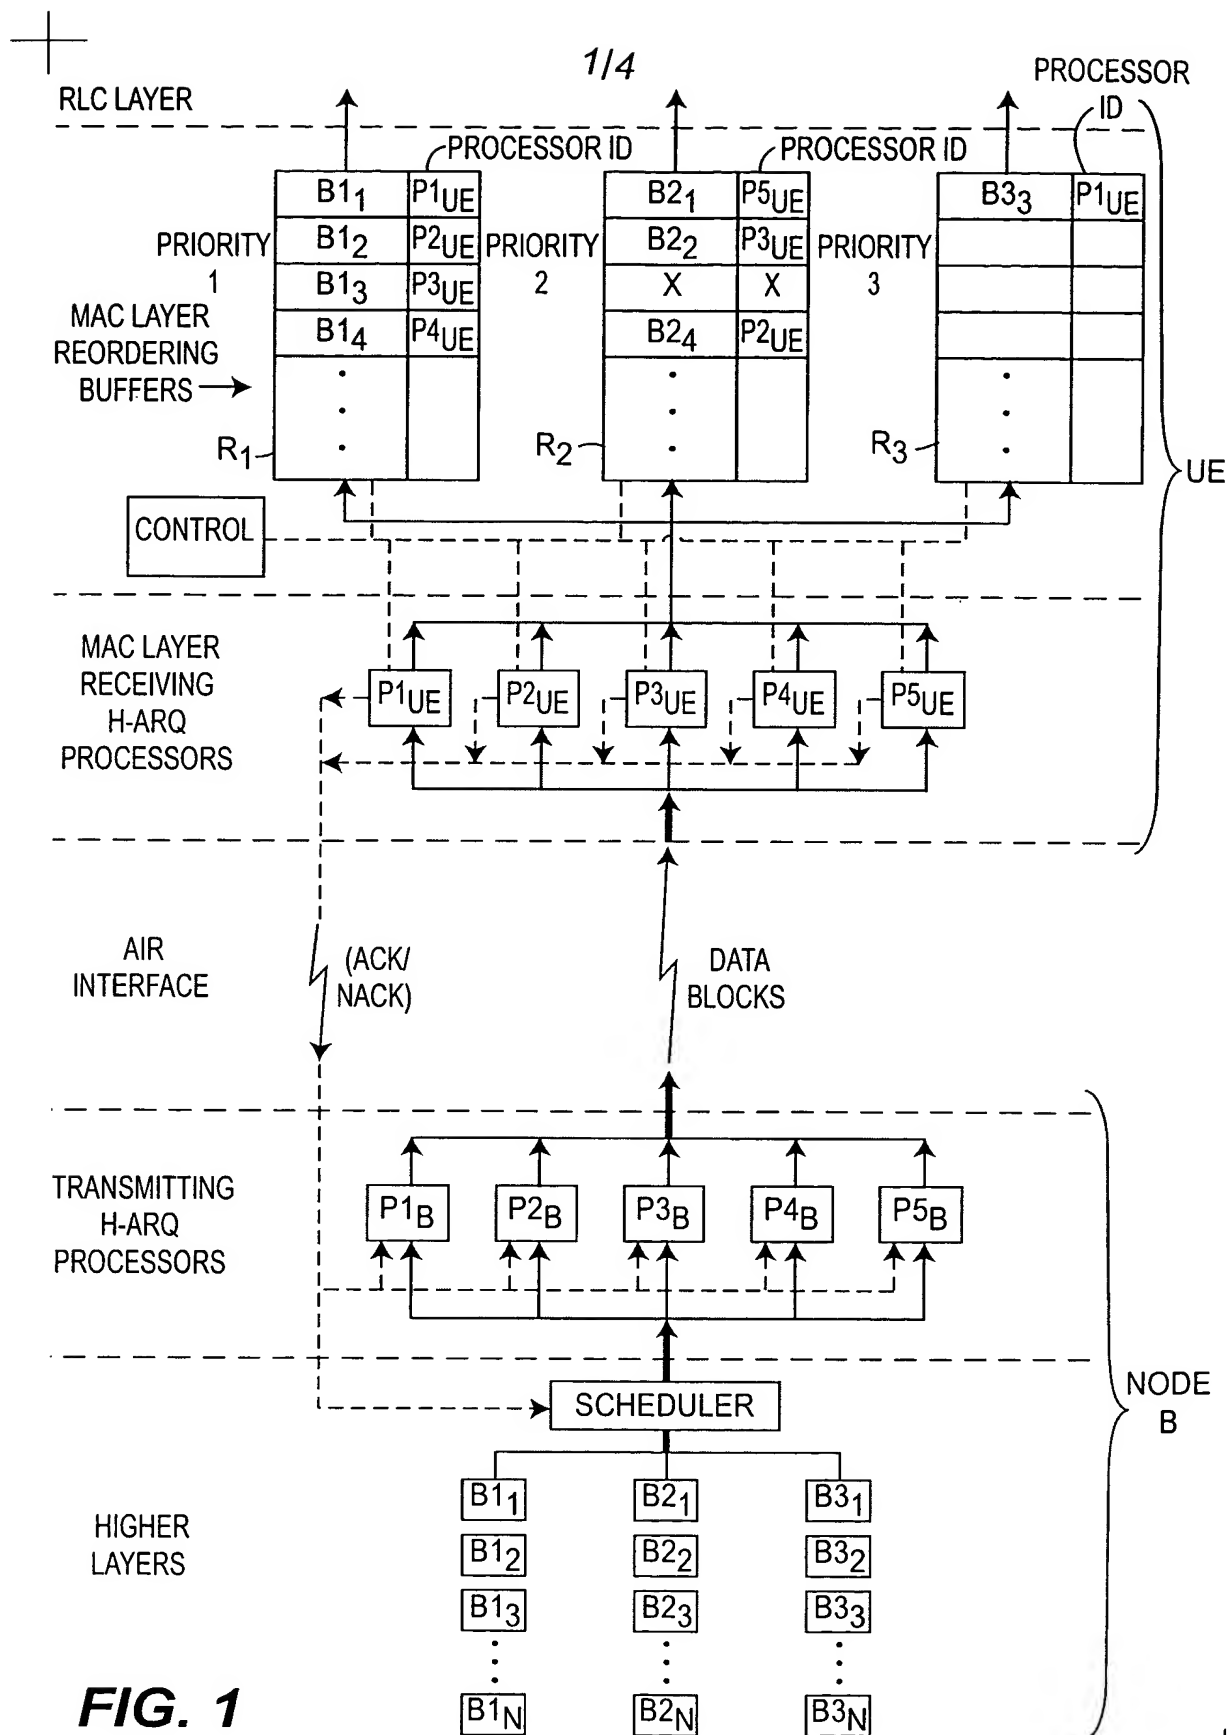 1/4
PROCESSOR
ID
RLC LAYER
PROCESSOR ID
PROCESSOR ID
B1₁ P1UE
B2₁ P5UE
B3₃ P1UE
PRIORITY
1
B1₂ P2UE
PRIORITY
2
B2₂ P3UE
PRIORITY
3
B1₃ P3UE
X X
B1₄ P4UE
B2₄ P2UE
MAC LAYER
REORDERING
BUFFERS
R₁
R₂
R₃
UE
CONTROL
MAC LAYER
RECEIVING
H-ARQ
PROCESSORS
P1UE
P2UE
P3UE
P4UE
P5UE
AIR
INTERFACE
(ACK/
NACK)
DATA
BLOCKS
TRANSMITTING
H-ARQ
PROCESSORS
P1B
P2B
P3B
P4B
P5B
SCHEDULER
NODE
B
HIGHER
LAYERS
B1₁ B2₁ B3₁
B1₂ B2₂ B3₂
B1₃ B2₃ B3₃
B1N B2N B3N
FIG. 1